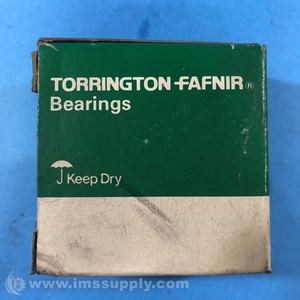 TORRINGTON FAFNIR®
Bearings
Keep Dry
© www.imssupply.com